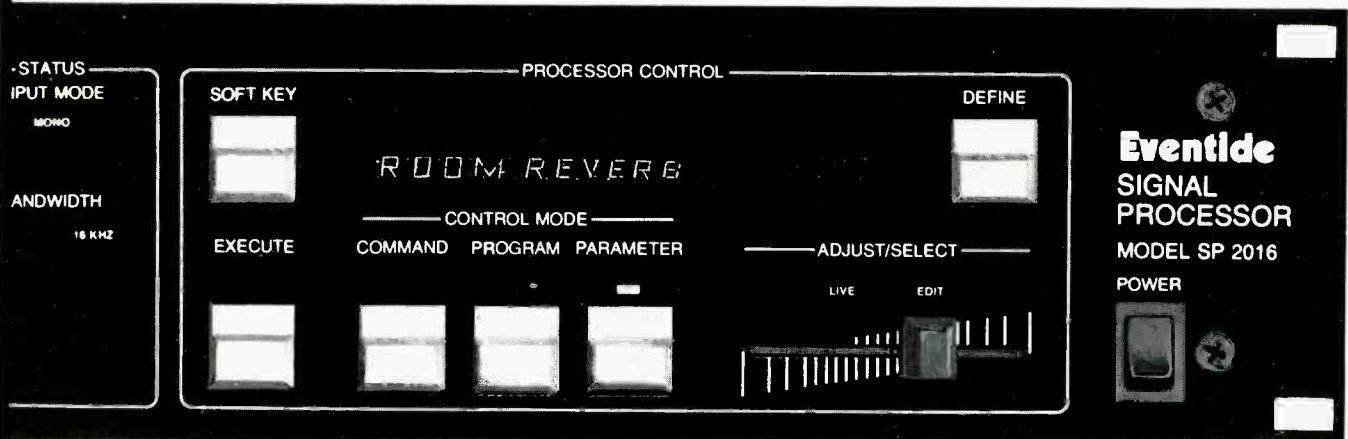 STATUS
IPUT MODE
MONO
ANDWIDTH
16 KHZ
PROCESSOR CONTROL
SOFT KEY
DEFINE
ROOM REVERB
CONTROL MODE
EXECUTE
COMMAND
PROGRAM
PARAMETER
ADJUST/SELECT
LIVE
EDIT
Eventide
SIGNAL
PROCESSOR
MODEL SP 2016
POWER